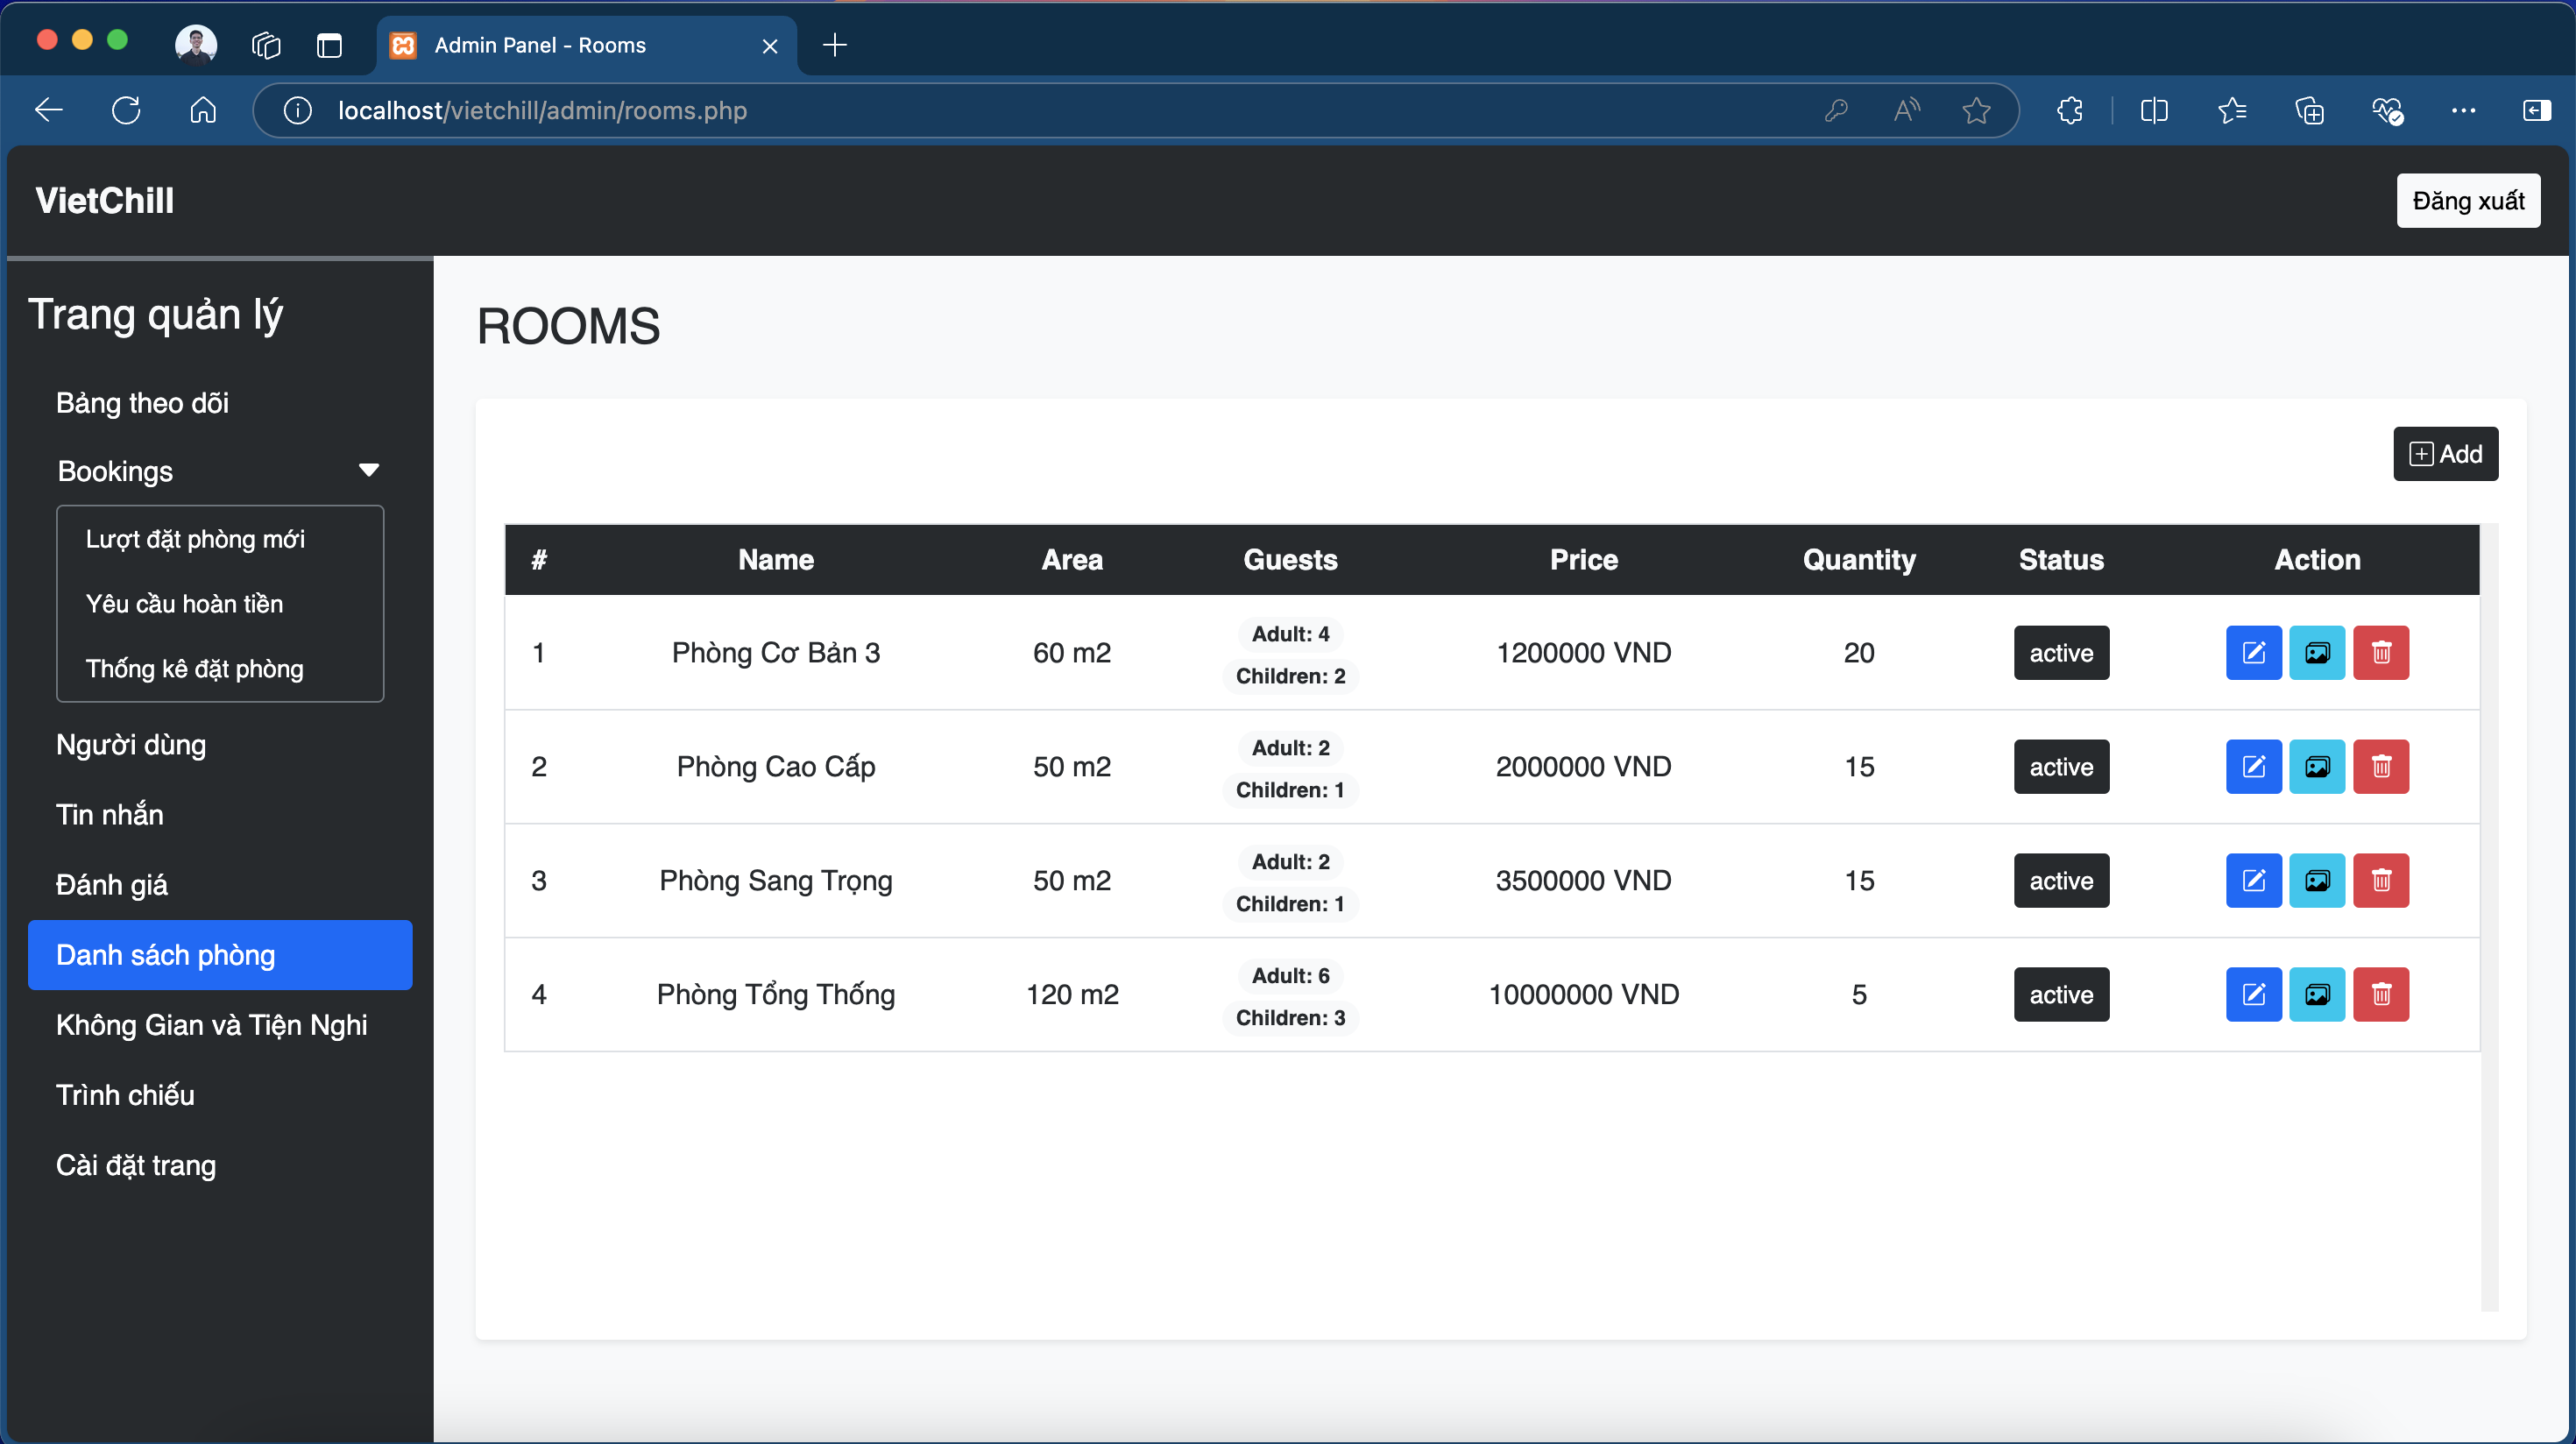 Admin Panel - Rooms
localhost/vietchill/admin/rooms.php
VietChill
Đăng xuất
Trang quản lý
Bảng theo dõi
Bookings
Lượt đặt phòng mới
Yêu cầu hoàn tiền
Thống kê đặt phòng
Người dùng
Tin nhắn
Đánh giá
Danh sách phòng
Không Gian và Tiện Nghi
Trình chiếu
Cài đặt trang
ROOMS
Add
# Name Area Guests Price Quantity Status Action
1 Phòng Cơ Bản 3 60 m2 Adult: 4 Children: 2 1200000 VND 20 active
2 Phòng Cao Cấp 50 m2 Adult: 2 Children: 1 2000000 VND 15 active
3 Phòng Sang Trọng 50 m2 Adult: 2 Children: 1 3500000 VND 15 active
4 Phòng Tổng Thống 120 m2 Adult: 6 Children: 3 10000000 VND 5 active